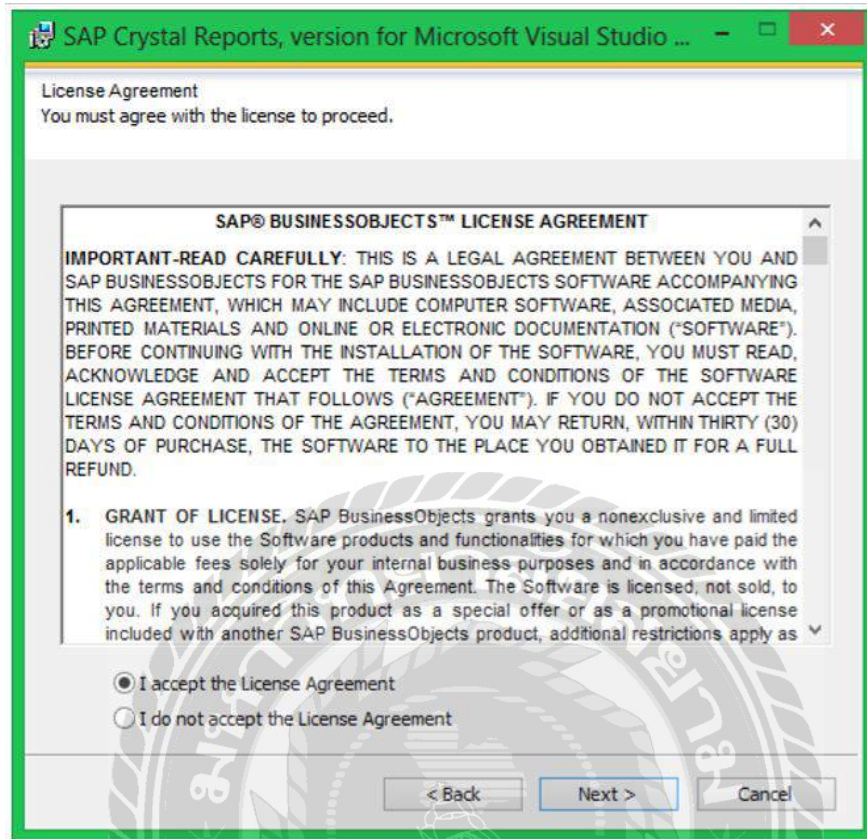 SAP Crystal Reports, version for Microsoft Visual Studio ...
License Agreement
You must agree with the license to proceed.
SAP® BUSINESSOBJECTS™ LICENSE AGREEMENT
IMPORTANT-READ CAREFULLY: THIS IS A LEGAL AGREEMENT BETWEEN YOU AND
SAP BUSINESSOBJECTS FOR THE SAP BUSINESSOBJECTS SOFTWARE ACCOMPANYING
THIS AGREEMENT, WHICH MAY INCLUDE COMPUTER SOFTWARE, ASSOCIATED MEDIA,
PRINTED MATERIALS AND ONLINE OR ELECTRONIC DOCUMENTATION (“SOFTWARE”).
BEFORE CONTINUING WITH THE INSTALLATION OF THE SOFTWARE, YOU MUST READ,
ACKNOWLEDGE AND ACCEPT THE TERMS AND CONDITIONS OF THE SOFTWARE
LICENSE AGREEMENT THAT FOLLOWS (“AGREEMENT”). IF YOU DO NOT ACCEPT THE
TERMS AND CONDITIONS OF THE AGREEMENT, YOU MAY RETURN, WITHIN THIRTY (30)
DAYS OF PURCHASE, THE SOFTWARE TO THE PLACE YOU OBTAINED IT FOR A FULL
REFUND.
1. GRANT OF LICENSE. SAP BusinessObjects grants you a nonexclusive and limited
license to use the Software products and functionalities for which you have paid the
applicable fees solely for your internal business purposes and in accordance with
the terms and conditions of this Agreement. The Software is licensed, not sold, to
you. If you acquired this product as a special offer or as a promotional license
included with another SAP BusinessObjects product, additional restrictions apply as
I accept the License Agreement
I do not accept the License Agreement
< Back Next > Cancel